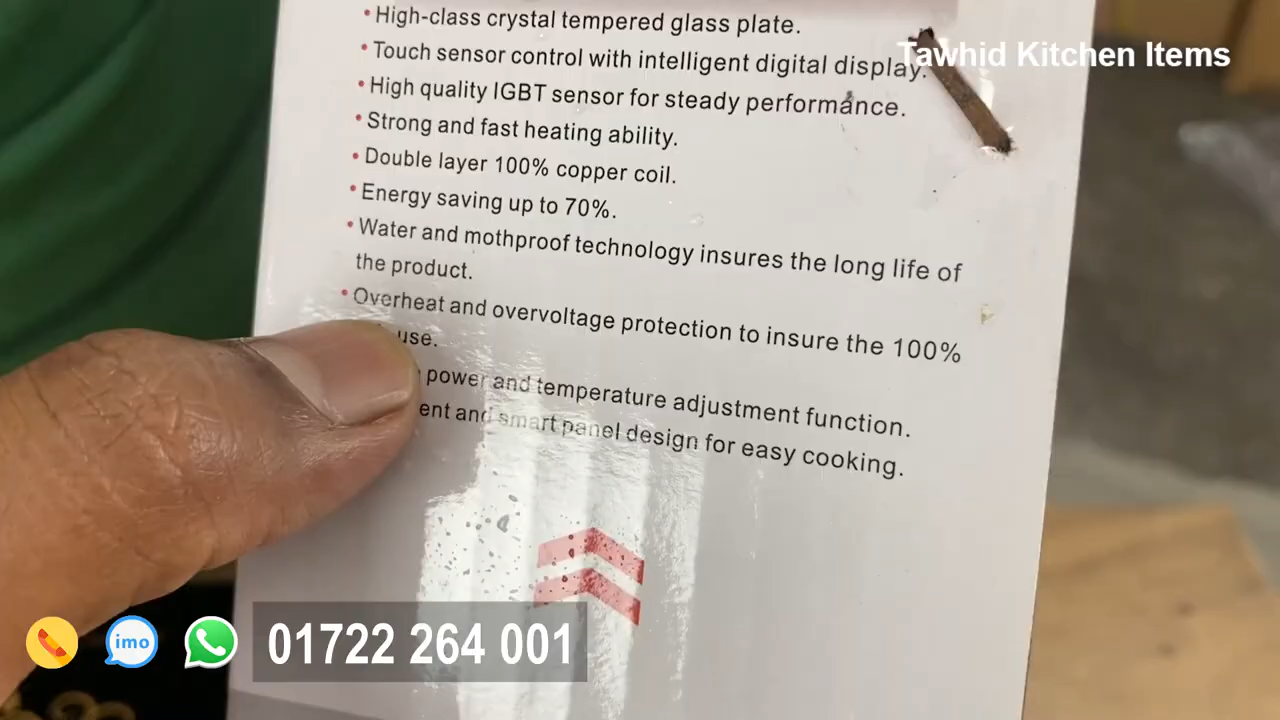 • High-class crystal tempered glass plate.
• Touch sensor control with intelligent digital display.
• High quality IGBT sensor for steady performance.
• Strong and fast heating ability.
• Double layer 100% copper coil.
• Energy saving up to 70%.
• Water and mothproof technology insures the long life of
the product.
• Overheat and overvoltage protection to insure the 100%
use.
power and temperature adjustment function.
and smart panel design for easy cooking.
Tawhid Kitchen Items
imo
01722 264 001